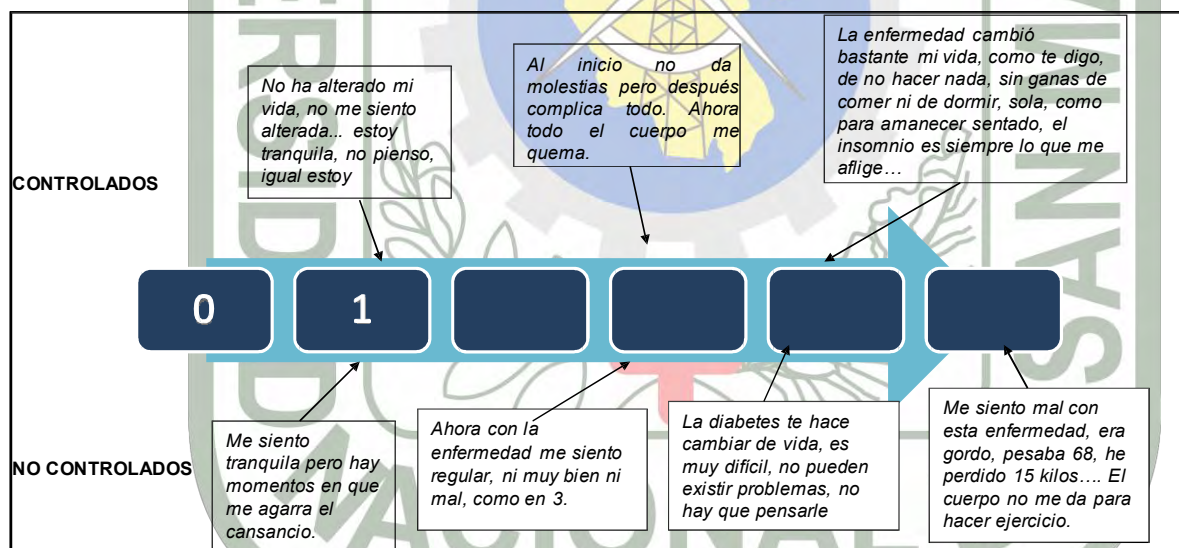 No ha alterado mi
vida, no me siento
alterada... estoy
tranquila, no pienso,
igual estoy
Al inicio no da
molestias pero después
complica todo. Ahora
todo el cuerpo me
quema.
La enfermedad cambió
bastante mi vida, como te digo,
de no hacer nada, sin ganas de
comer ni de dormir, sola, como
para amanecer sentado, el
insomnio es siempre lo que me
aflige…
CONTROLADOS
0
1
NO CONTROLADOS
Me siento
tranquila pero hay
momentos en que
me agarra el
cansancio.
Ahora con la
enfermedad me siento
regular, ni muy bien ni
mal, como en 3.
La diabetes te hace
cambiar de vida, es
muy difícil, no pueden
existir problemas, no
hay que pensarle
Me siento mal con
esta enfermedad, era
gordo, pesaba 68, he
perdido 15 kilos…. El
cuerpo no me da para
hacer ejercicio.